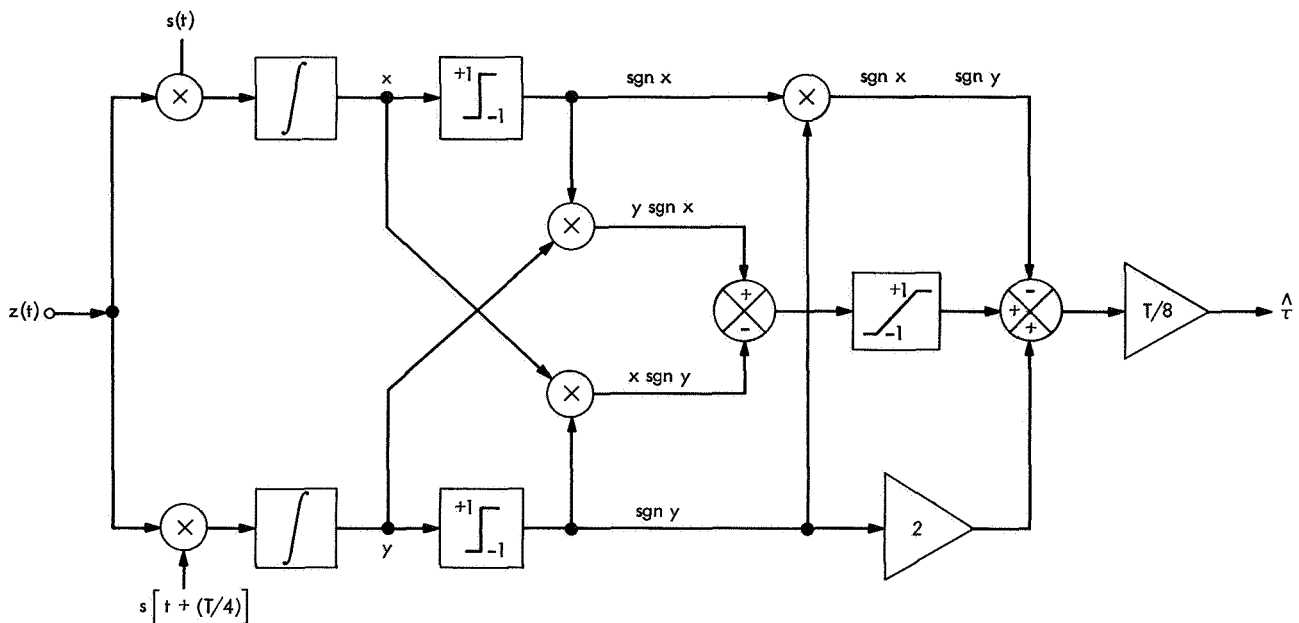 s(t)
x
+1
-1
sgn x
×
sgn x sgn y
×
∫
×
y sgn x
+
-
z(t)
+1
-1
-
+
+
T/8
τ̂
×
x sgn y
×
∫
y
+1
-1
sgn y
2
s[t + (T/4)]